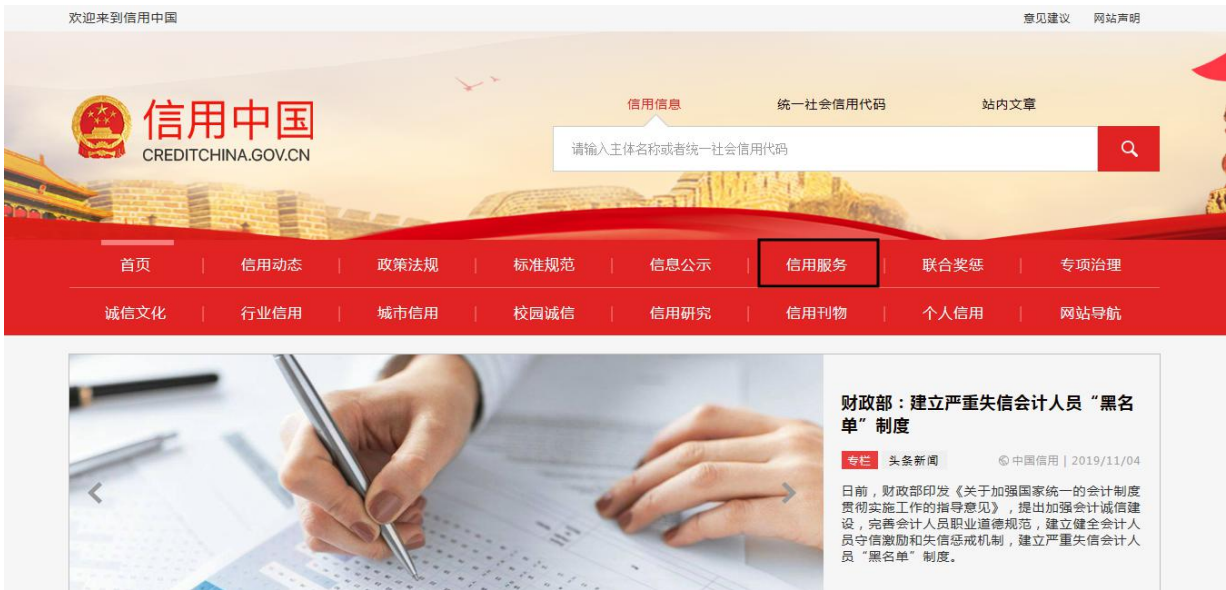 欢迎来到信用中国
意见建议 网站声明
信用中国
CREDITCHINA.GOV.CN
信用信息 统一社会信用代码 站内文章
请输入主体名称或者统一社会信用代码
首页 | 信用动态 | 政策法规 | 标准规范 | 信息公示 | 信用服务 | 联合奖惩 | 专项治理
诚信文化 | 行业信用 | 城市信用 | 校园诚信 | 信用研究 | 信用刊物 | 个人信用 | 网站导航
财政部：建立严重失信会计人员“黑名
单”制度
专栏 头条新闻 中国信用 | 2019/11/04
日前，财政部印发《关于加强国家统一的会计制度
贯彻实施工作的指导意见》，提出加强会计诚信建
设，完善会计人员职业道德规范，建立健全会计人
员守信激励和失信惩戒机制，建立严重失信会计人
员“黑名单”制度。